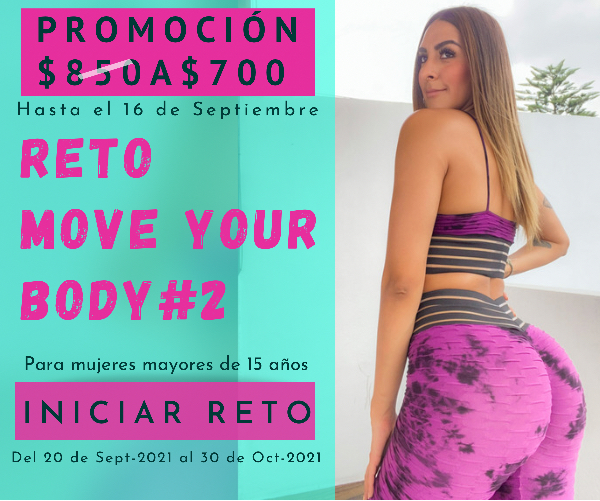 PROMOCIÓN
$850A$700
Hasta el 16 de Septiembre
RETO
MOVE YOUR
BODY#2
Para mujeres mayores de 15 años
INICIAR RETO
Del 20 de Sept-2021 al 30 de Oct-2021